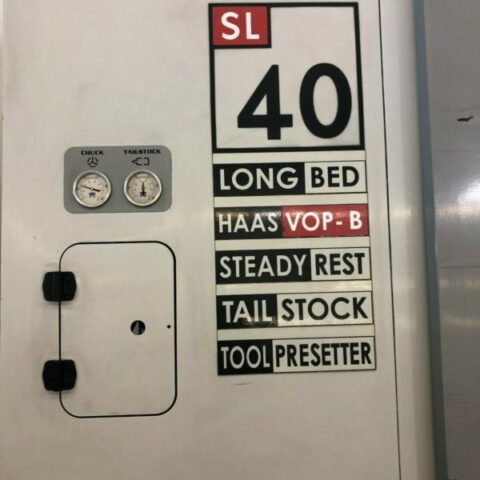 SL
40
CHUCK TAILSTOCK
LONG BED
HAAS VOP-B
STEADY REST
TAIL STOCK
TOOL PRESETTER